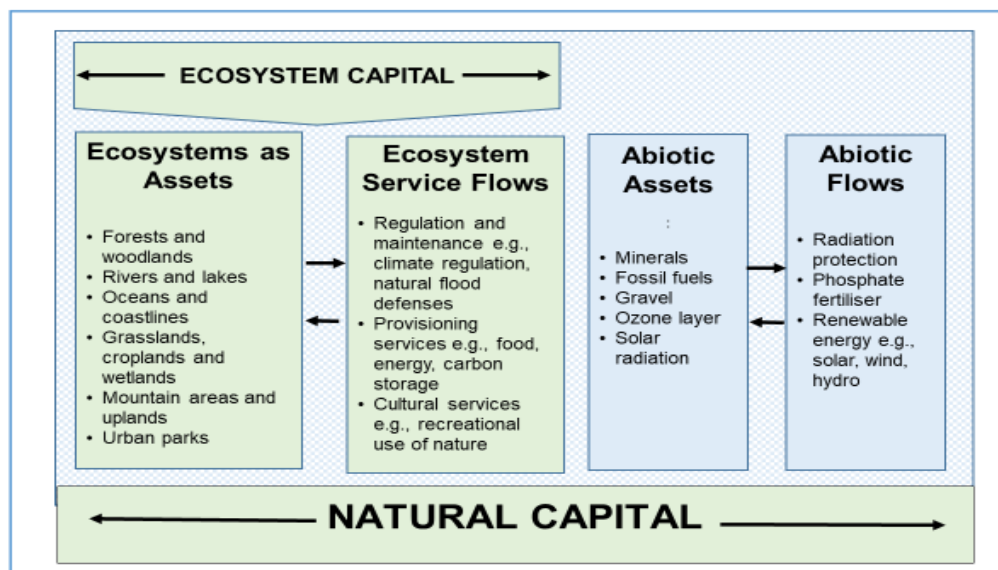 ECOSYSTEM CAPITAL
Ecosystems as
Assets
• Forests and
woodlands
• Rivers and lakes
• Oceans and
coastlines
• Grasslands,
croplands and
wetlands
• Mountain areas and
uplands
• Urban parks
Ecosystem
Service Flows
• Regulation and
maintenance e.g.,
climate regulation,
natural flood
defenses
• Provisioning
services e.g., food,
energy, carbon
storage
• Cultural services
e.g., recreational
use of nature
Abiotic
Assets
:
• Minerals
• Fossil fuels
• Gravel
• Ozone layer
• Solar
radiation
Abiotic
Flows
• Radiation
protection
• Phosphate
fertiliser
• Renewable
energy e.g.,
solar, wind,
hydro
NATURAL CAPITAL